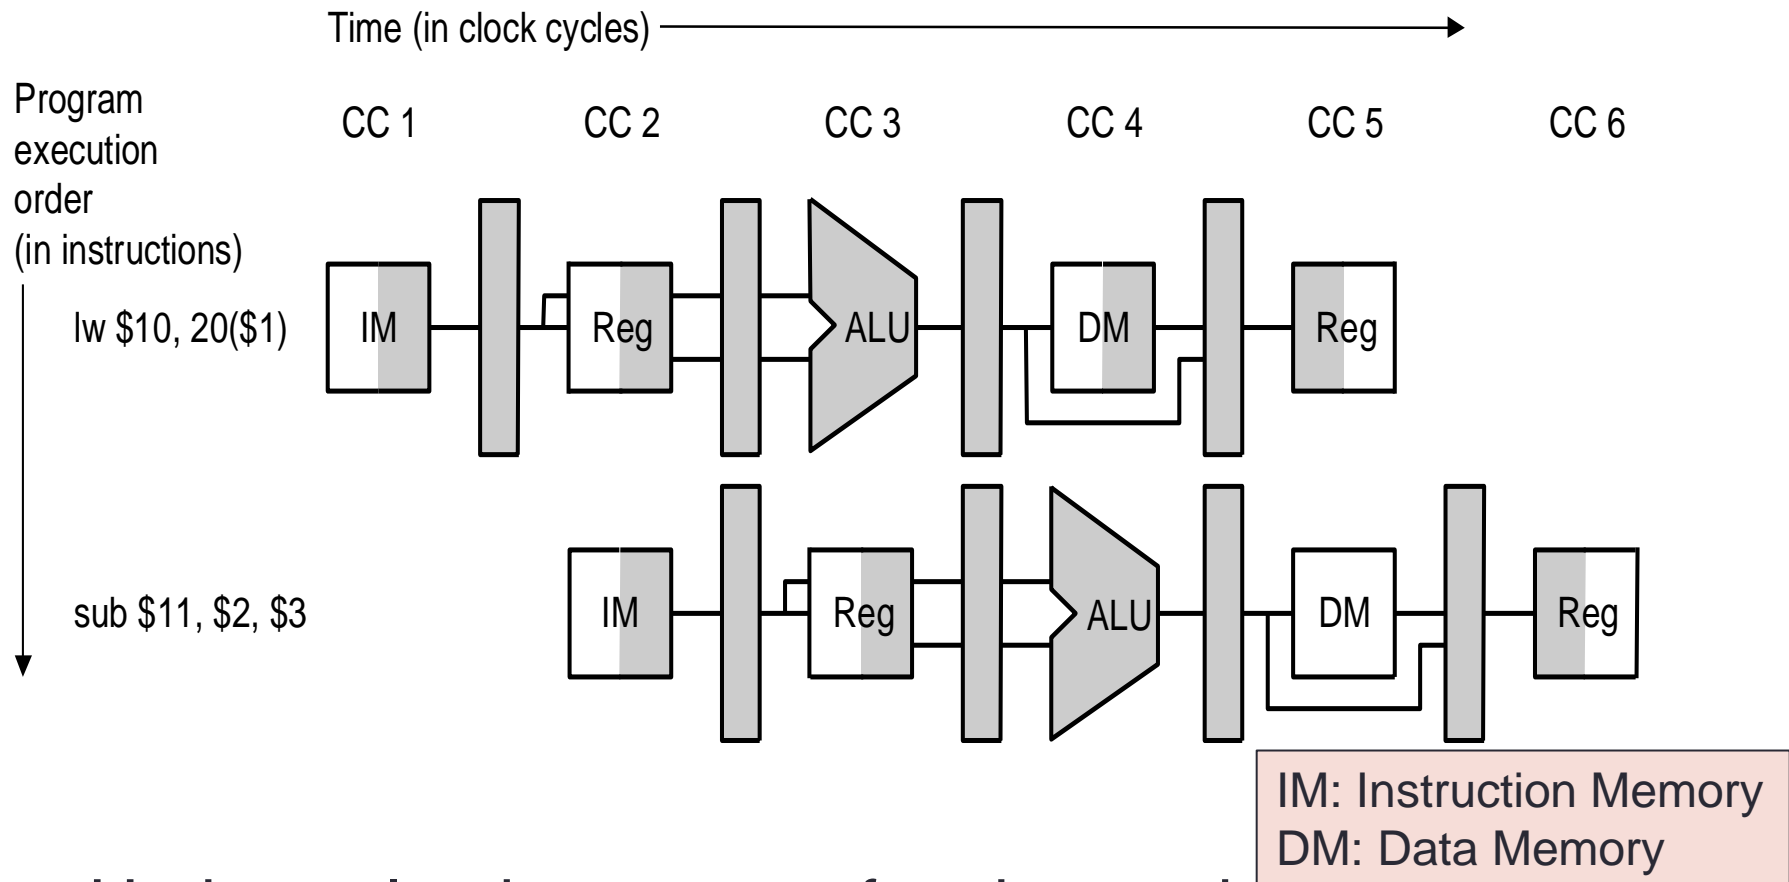 Time (in clock cycles)
Program
execution
order
(in instructions)
CC 1
CC 2
CC 3
CC 4
CC 5
CC 6
lw $10, 20($1)
IM
Reg
ALU
DM
Reg
sub $11, $2, $3
IM
Reg
ALU
DM
Reg
IM: Instruction Memory
DM: Data Memory